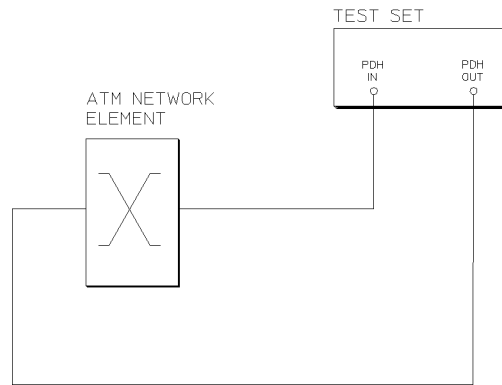 TEST SET
PDH
IN
PDH
OUT
ATM NETWORK
ELEMENT